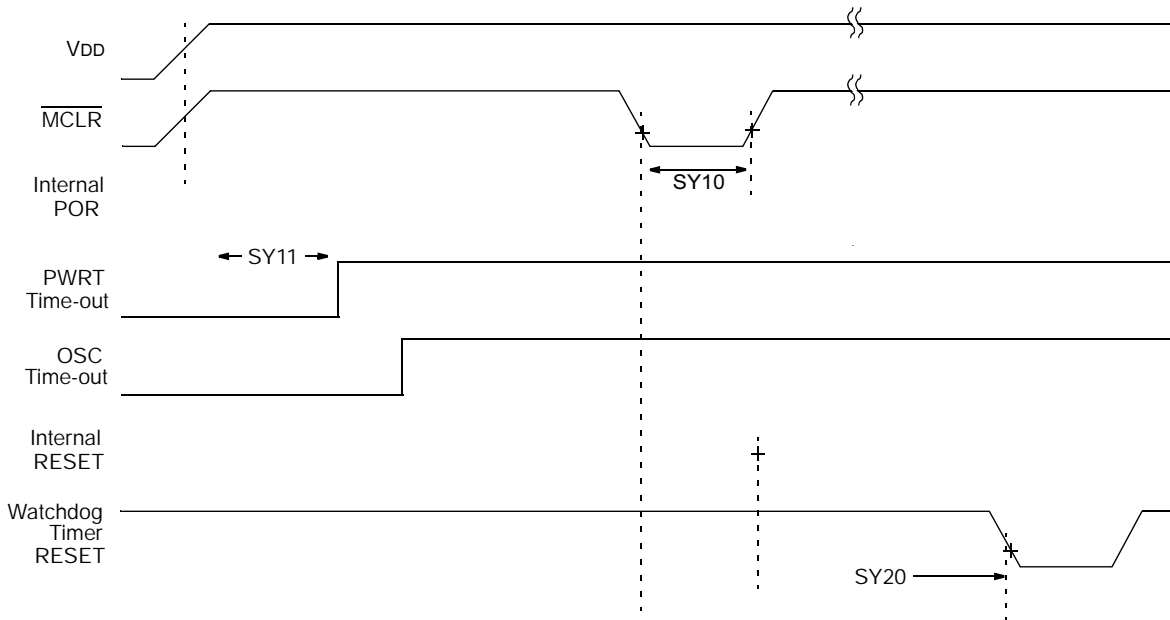 VDD
MCLR
SY10
Internal
POR
SY11
PWRT
Time-out
OSC
Time-out
Internal
RESET
Watchdog
Timer
RESET
SY20